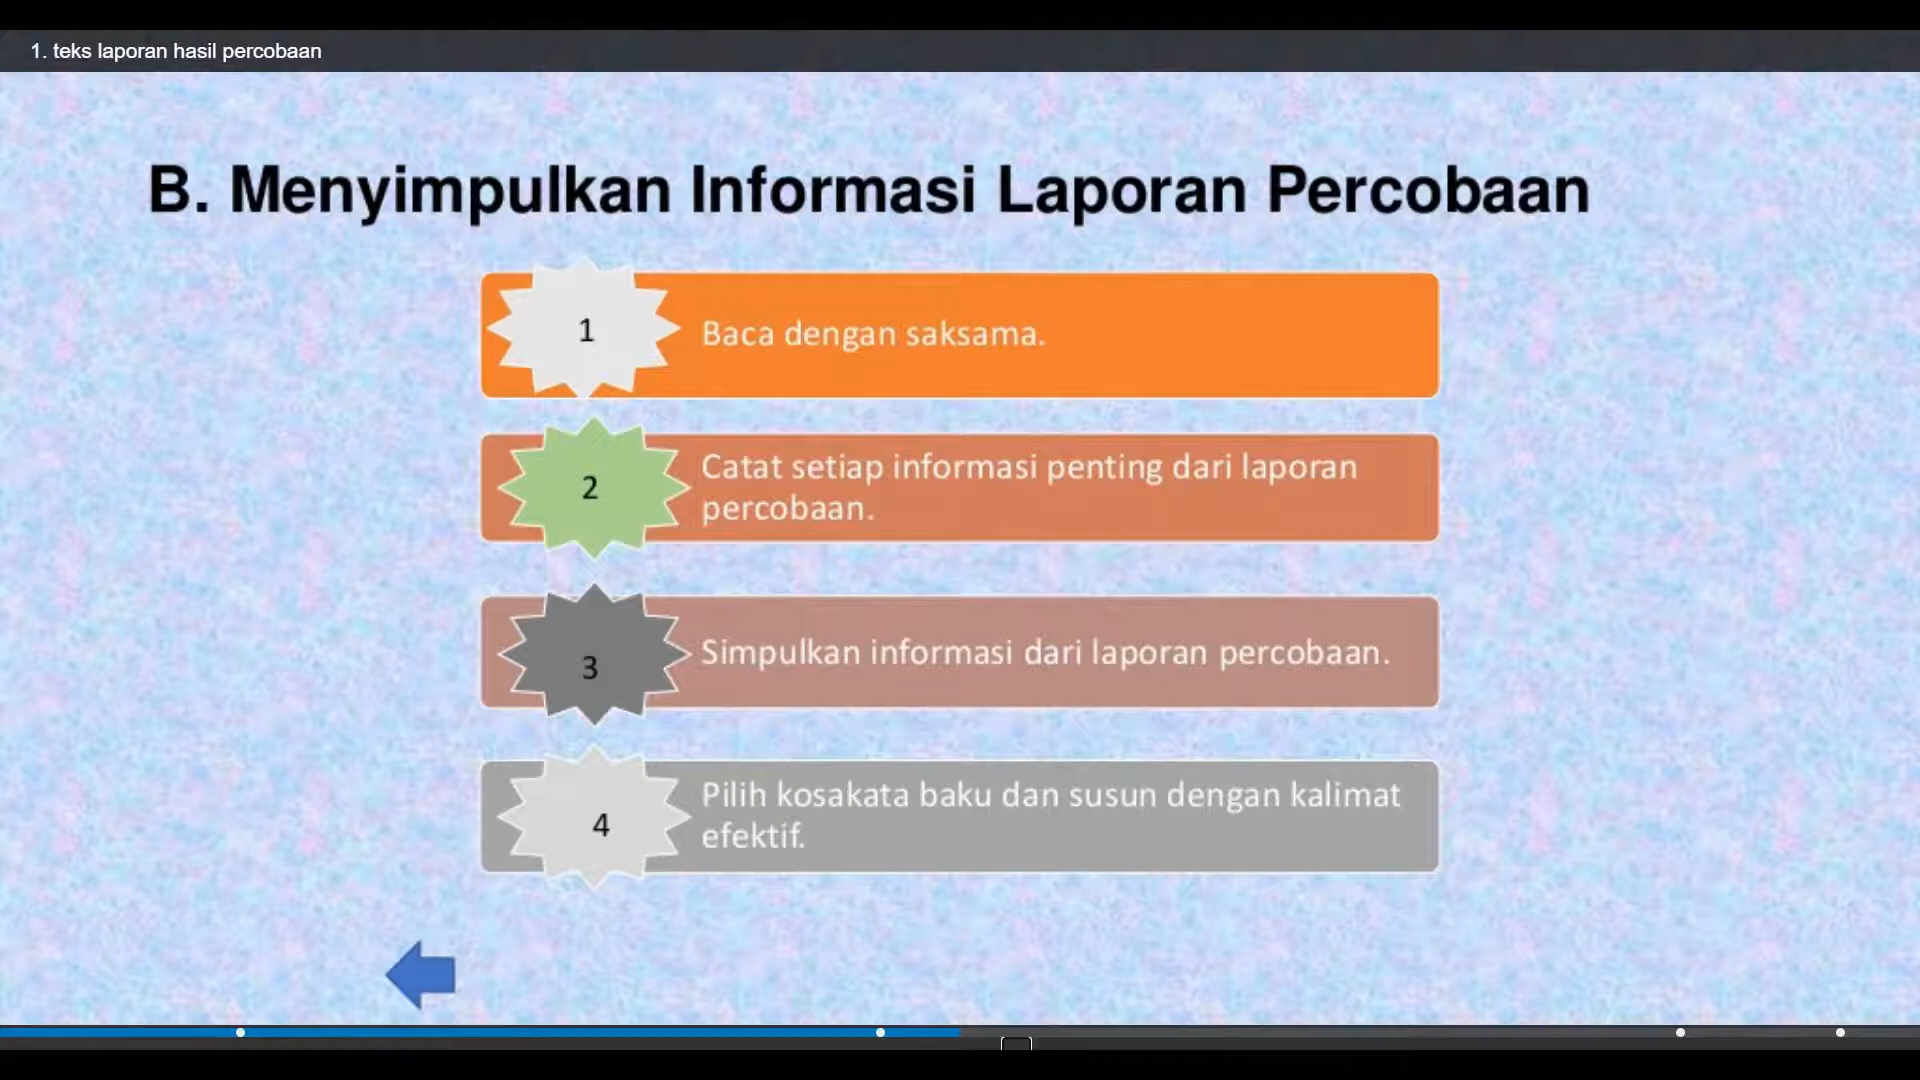 1. teks laporan hasil percobaan
B. Menyimpulkan Informasi Laporan Percobaan
1
Baca dengan saksama.
2
Catat setiap informasi penting dari laporan
percobaan.
3
Simpulkan informasi dari laporan percobaan.
4
Pilih kosakata baku dan susun dengan kalimat
efektif.